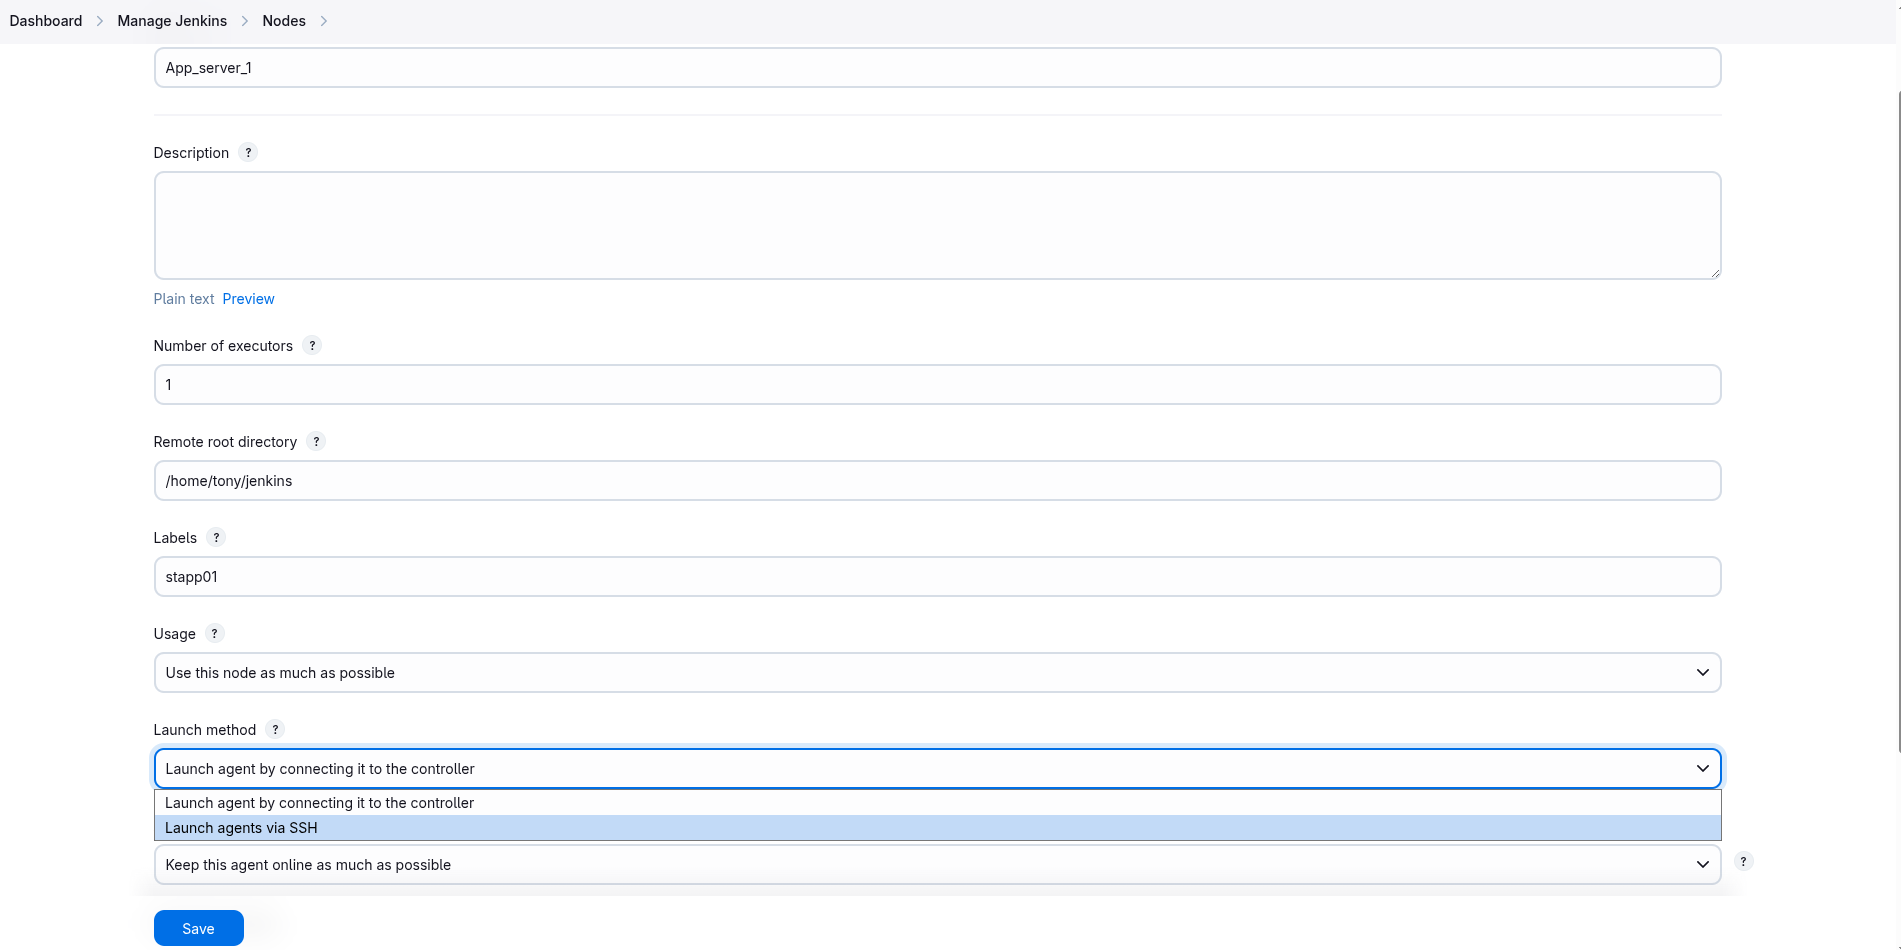 Dashboard > Manage Jenkins > Nodes >
App_server_1
Description ?
Plain text Preview
Number of executors ?
1
Remote root directory ?
/home/tony/jenkins
Labels ?
stapp01
Usage ?
Use this node as much as possible
Launch method ?
Launch agent by connecting it to the controller
Launch agent by connecting it to the controller
Launch agents via SSH
Keep this agent online as much as possible ?
Save